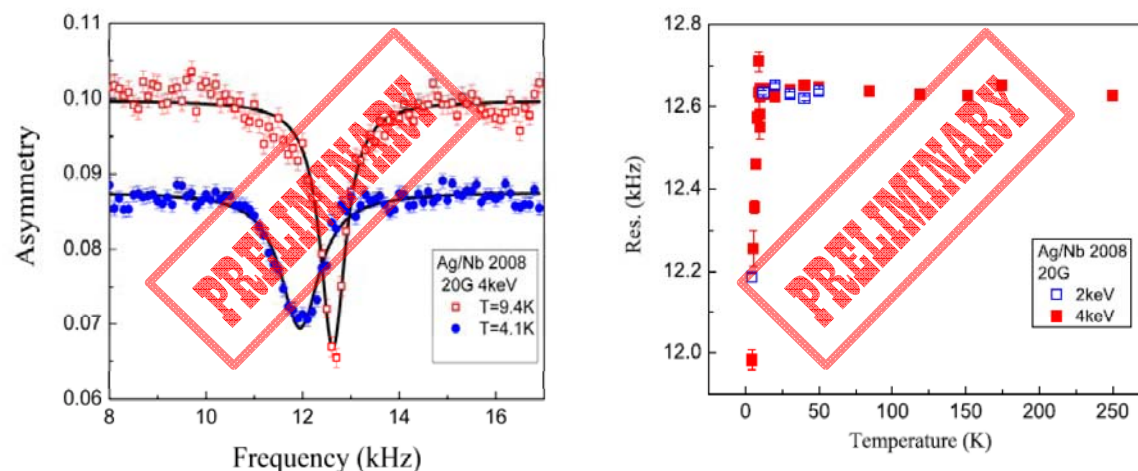 0.11
0.10
0.09
0.08
0.07
0.06
Asymmetry
8
10
12
14
16
Frequency (kHz)
Ag/Nb 2008
20G 4keV
T=9.4K
T=4.1K
PRELIMINARY
12.8
12.6
12.4
12.2
12.0
Res. (kHz)
0
50
100
150
200
250
Temperature (K)
Ag/Nb 2008
20G
2keV
4keV
PRELIMINARY